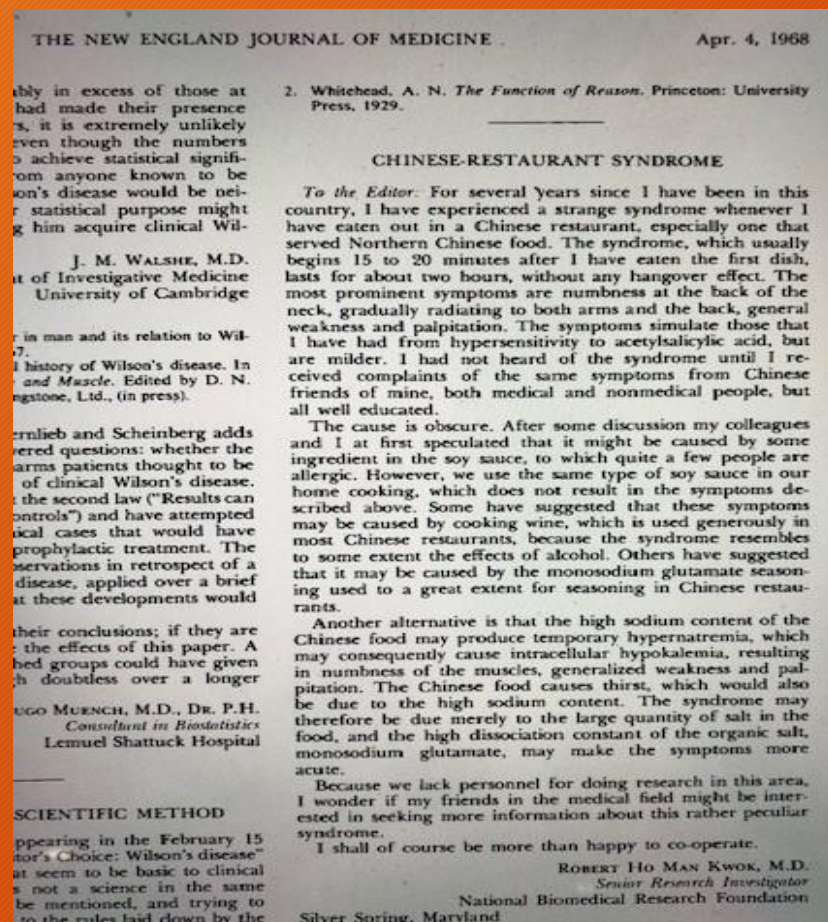 THE NEW ENGLAND JOURNAL OF MEDICINE
Apr. 4, 1968
in excess of those at
had made their presence
it is extremely unlikely
even though the numbers
achieve statistical signifi-
anyone known to be
disease would be nei-
statistical purpose might
him acquire clinical Wil-
J. M. WALSHE, M.D.
of Investigative Medicine
University of Cambridge
in man and its relation to Wil-
history of Wilson's disease. In
and Muscle. Edited by D. N.
Ltd., (in press).
and Scheinberg adds
questions: whether the
patients thought to be
of clinical Wilson's disease.
the second law ("Results can
and have attempted
cases that would have
prophylactic treatment. The
in retrospect of a
disease, applied over a brief
these developments would
their conclusions; if they are
the effects of this paper. A
groups could have given
doubtless over a longer
MUENCH, M.D., DR. P.H.
Consultant in Biostatistics
Lemuel Shattuck Hospital
SCIENTIFIC METHOD
in the February 15
Choice: Wilson's disease"
seem to be basic to clinical
not a science in the same
be mentioned, and trying to
to the rules laid down by the
2. Whitehead, A. N. The Function of Reason. Princeton: University
Press, 1929.
CHINESE-RESTAURANT SYNDROME
To the Editor: For several years since I have been in this
country, I have experienced a strange syndrome whenever I
have eaten out in a Chinese restaurant, especially one that
served Northern Chinese food. The syndrome, which usually
begins 15 to 20 minutes after I have eaten the first dish,
lasts for about two hours, without any hangover effect. The
most prominent symptoms are numbness at the back of the
neck, gradually radiating to both arms and the back, general
weakness and palpitation. The symptoms simulate those that
I have had from hypersensitivity to acetylsalicylic acid, but
are milder. I had not heard of the syndrome until I re-
ceived complaints of the same symptoms from Chinese
friends of mine, both medical and nonmedical people, but
all well educated.
The cause is obscure. After some discussion my colleagues
and I at first speculated that it might be caused by some
ingredient in the soy sauce, to which quite a few people are
allergic. However, we use the same type of soy sauce in our
home cooking, which does not result in the symptoms de-
scribed above. Some have suggested that these symptoms
may be caused by cooking wine, which is used generously in
most Chinese restaurants, because the syndrome resembles
to some extent the effects of alcohol. Others have suggested
that it may be caused by the monosodium glutamate season-
ing used to a great extent for seasoning in Chinese restau-
rants.
Another alternative is that the high sodium content of the
Chinese food may produce temporary hypernatremia, which
may consequently cause intracellular hypokalemia, resulting
in numbness of the muscles, generalized weakness and pal-
pitation. The Chinese food causes thirst, which would also
be due to the high sodium content. The syndrome may
therefore be due merely to the large quantity of salt in the
food, and the high dissociation constant of the organic salt,
monosodium glutamate, may make the symptoms more
acute.
Because we lack personnel for doing research in this area,
I wonder if my friends in the medical field might be inter-
ested in seeking more information about this rather peculiar
syndrome.
I shall of course be more than happy to co-operate.
ROBERT HO MAN KWOK, M.D.
Senior Research Investigator
National Biomedical Research Foundation
Silver Spring, Maryland